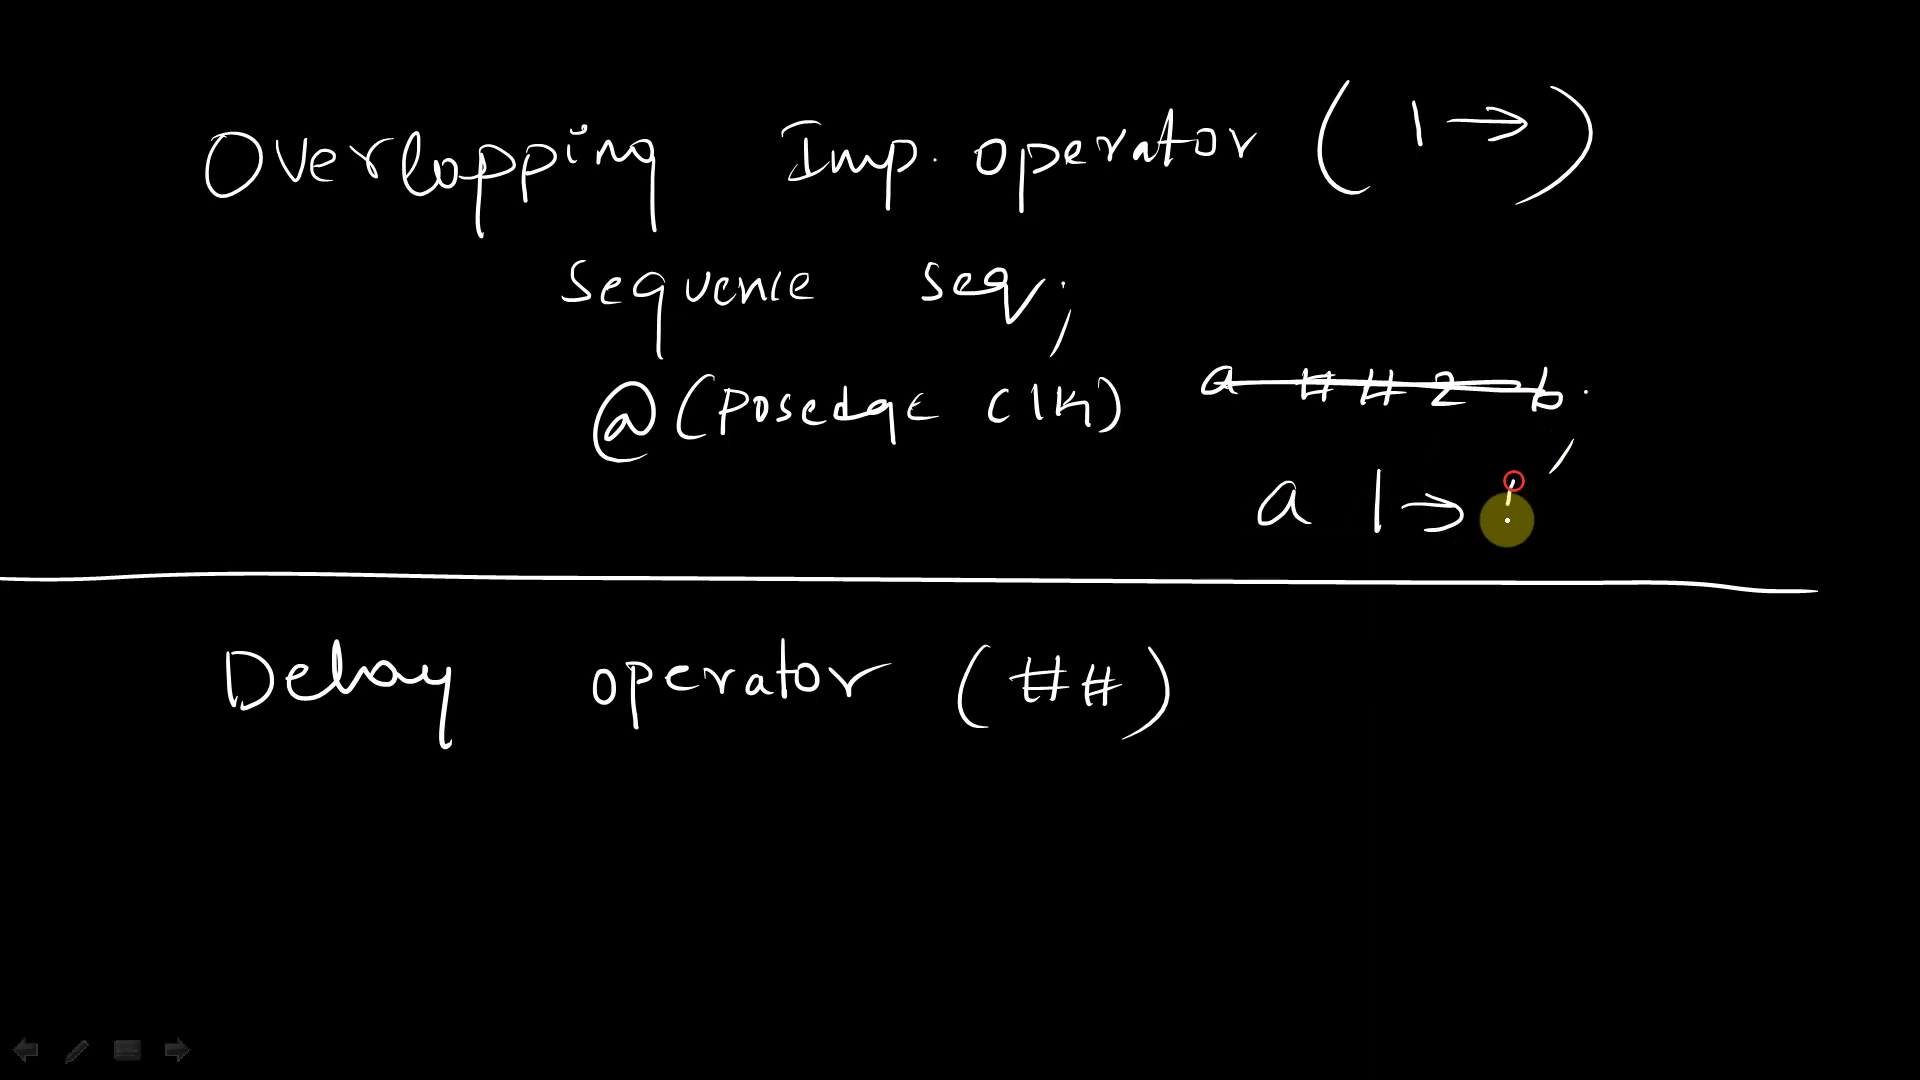 Overlapping Imp. operator ( |→ )
sequence seq;
@(posedge clk) a ## 2 b.
a |→
Delay operator (##)